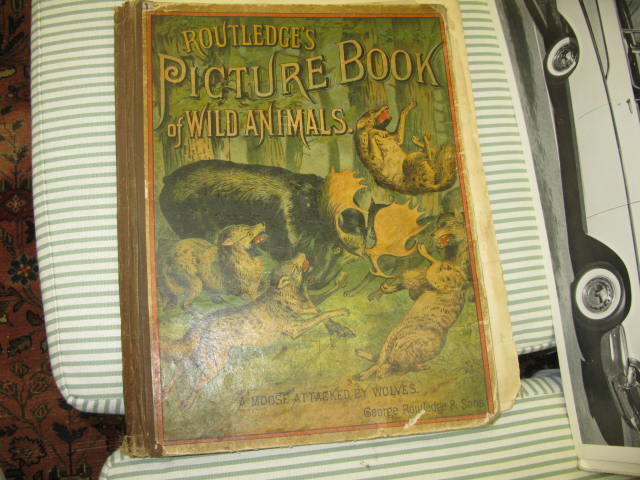 ROUTLEDGE'S
PICTURE BOOK
of WILD ANIMALS.
A MOOSE ATTACKED BY WOLVES.
George Routledge & Sons